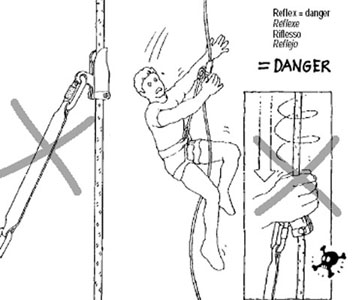 Reflex = danger
Réflexe
Riflesso
Reflejo
= DANGER